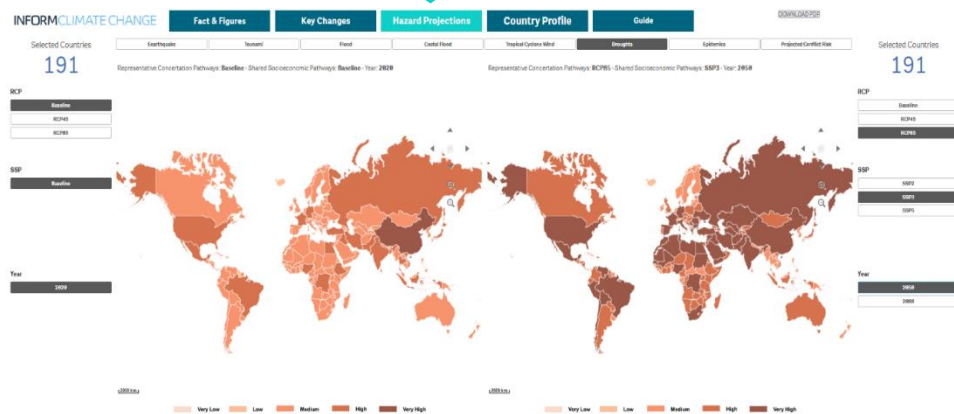 INFORM CLIMATE CHANGE
Fact & Figures
Key Changes
Hazard Projections
Country Profile
Guide
DOWNLOAD PDF
Selected Countries
191
Earthquake
Tsunami
Flood
Costal Flood
Tropical Cyclone Wind
Droughts
Epidemics
Projected Conflict Risk
Selected Countries
191
Representative Concertation Pathways: Baseline - Shared Socioeconomic Pathways: Baseline - Year: 2020
Representative Concertation Pathways: RCP85 - Shared Socioeconomic Pathways: SSP3 - Year: 2050
RCP
Baseline
RCP45
RCP85
SSP
Baseline
Year
2020
RCP
Baseline
RCP45
RCP85
SSP
SSP2
SSP3
SSP5
Year
2050
2080
Very Low
Low
Medium
High
Very High
Very Low
Low
Medium
High
Very High